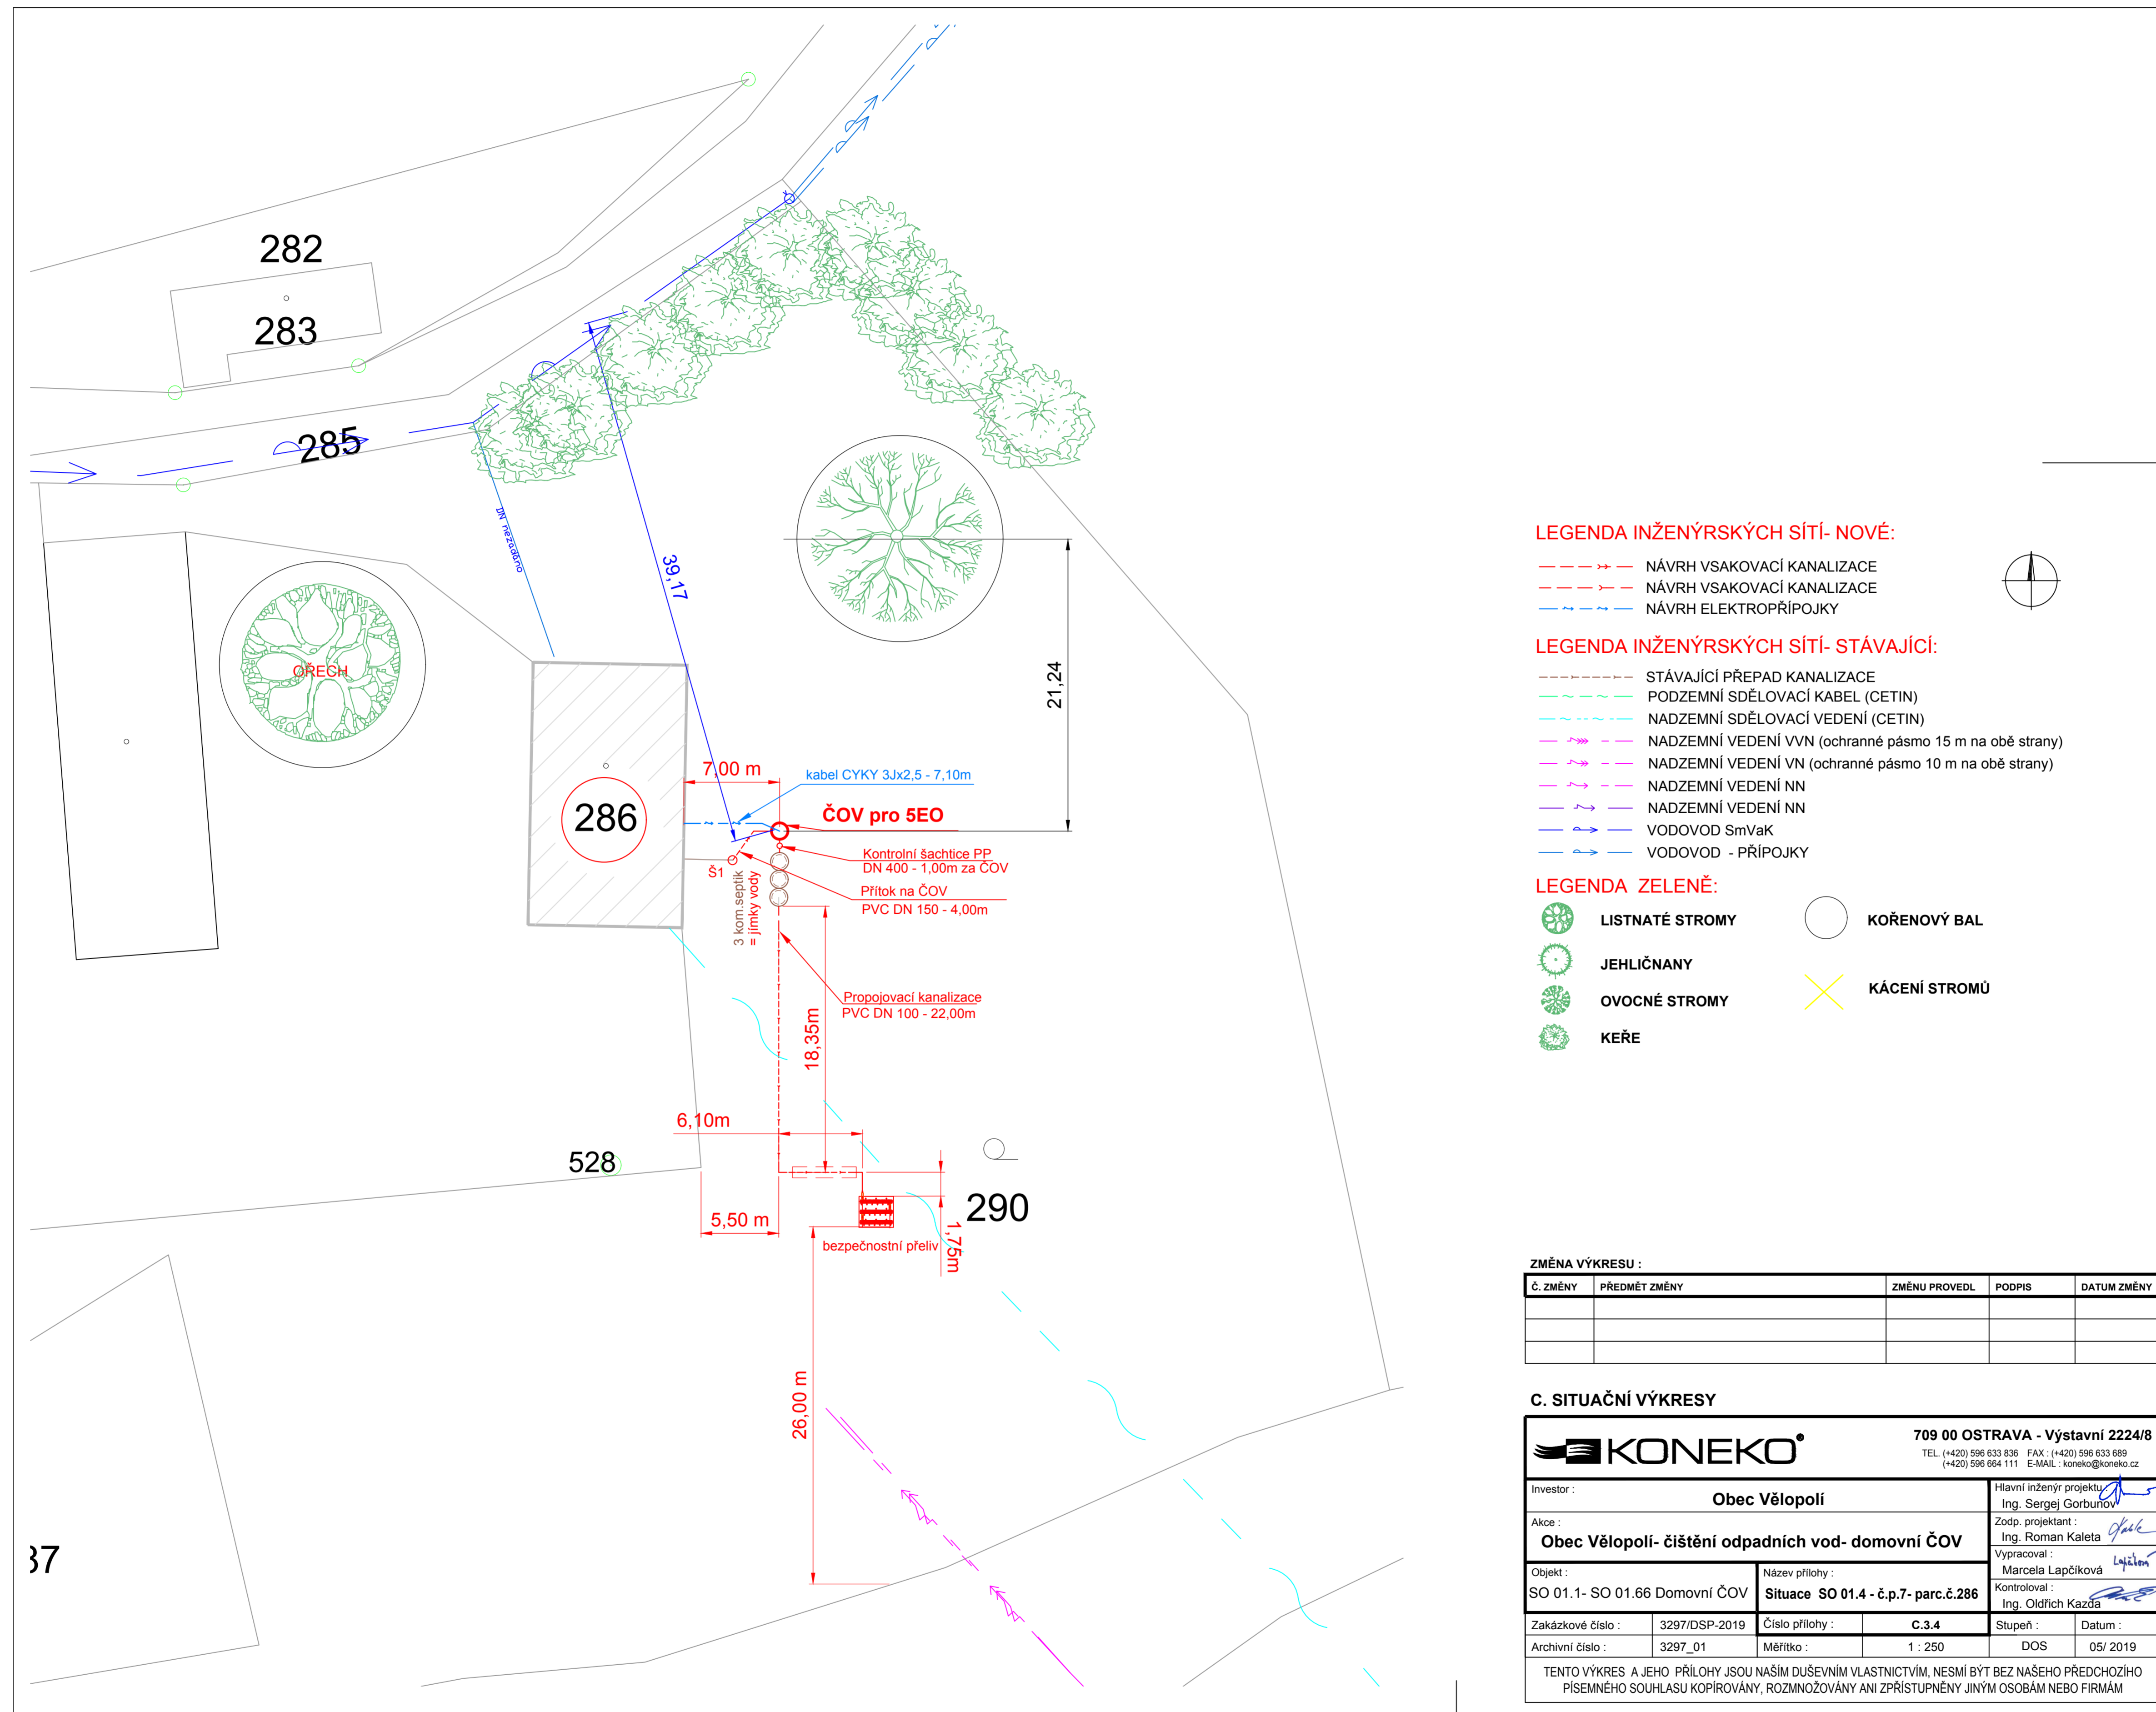 282
283
285
DN nezadáno
39,17
OŘECH
21,24
7,00 m
kabel CYKY 3Jx2,5 - 7,10m
ČOV pro 5EO
286
Kontrolní šachtice PP
DN 400 - 1,00m za ČOV
Š1
Přítok na ČOV
PVC DN 150 - 4,00m
3 kom.septik
= jímky vody
Propojovací kanalizace
PVC DN 100 - 22,00m
18,35m
6,10m
528
290
5,50 m
1,75m
bezpečnostní přeliv
26,00 m
37
LEGENDA INŽENÝRSKÝCH SÍTÍ- NOVÉ:
NÁVRH VSAKOVACÍ KANALIZACE
NÁVRH VSAKOVACÍ KANALIZACE
NÁVRH ELEKTROPŘÍPOJKY
LEGENDA INŽENÝRSKÝCH SÍTÍ- STÁVAJÍCÍ:
STÁVAJÍCÍ PŘEPAD KANALIZACE
PODZEMNÍ SDĚLOVACÍ KABEL (CETIN)
NADZEMNÍ SDĚLOVACÍ VEDENÍ (CETIN)
NADZEMNÍ VEDENÍ VVN (ochranné pásmo 15 m na obě strany)
NADZEMNÍ VEDENÍ VN (ochranné pásmo 10 m na obě strany)
NADZEMNÍ VEDENÍ NN
NADZEMNÍ VEDENÍ NN
VODOVOD SmVaK
VODOVOD - PŘÍPOJKY
LEGENDA ZELENĚ:
LISTNATÉ STROMY
KOŘENOVÝ BAL
JEHLIČNANY
KÁCENÍ STROMŮ
OVOCNÉ STROMY
KEŘE
ZMĚNA VÝKRESU :
Č. ZMĚNY PŘEDMĚT ZMĚNY ZMĚNU PROVEDL PODPIS DATUM ZMĚNY
C. SITUAČNÍ VÝKRESY
KONEKO
709 00 OSTRAVA - Výstavní 2224/8
TEL. (+420) 596 633 836 FAX : (+420) 596 633 689
(+420) 596 664 111 E-MAIL : koneko@koneko.cz
Investor :
Obec Vělopolí
Hlavní inženýr projektu :
Ing. Sergej Gorbunov
Akce :
Obec Vělopolí- čištění odpadních vod- domovní ČOV
Zodp. projektant :
Ing. Roman Kaleta
Vypracoval :
Marcela Lapčíková
Objekt :
SO 01.1- SO 01.66 Domovní ČOV
Název přílohy :
Situace SO 01.4 - č.p.7- parc.č.286
Kontroloval :
Ing. Oldřich Kazda
Zakázkové číslo : 3297/DSP-2019 Číslo přílohy : C.3.4 Stupeň : Datum :
Archivní číslo : 3297_01 Měřítko : 1 : 250 DOS 05/ 2019
TENTO VÝKRES A JEHO PŘÍLOHY JSOU NAŠÍM DUŠEVNÍM VLASTNICTVÍM, NESMÍ BÝT BEZ NAŠEHO PŘEDCHOZÍHO
PÍSEMNÉHO SOUHLASU KOPÍROVÁNY, ROZMNOŽOVÁNY ANI ZPŘÍSTUPNĚNY JINÝM OSOBÁM NEBO FIRMÁM